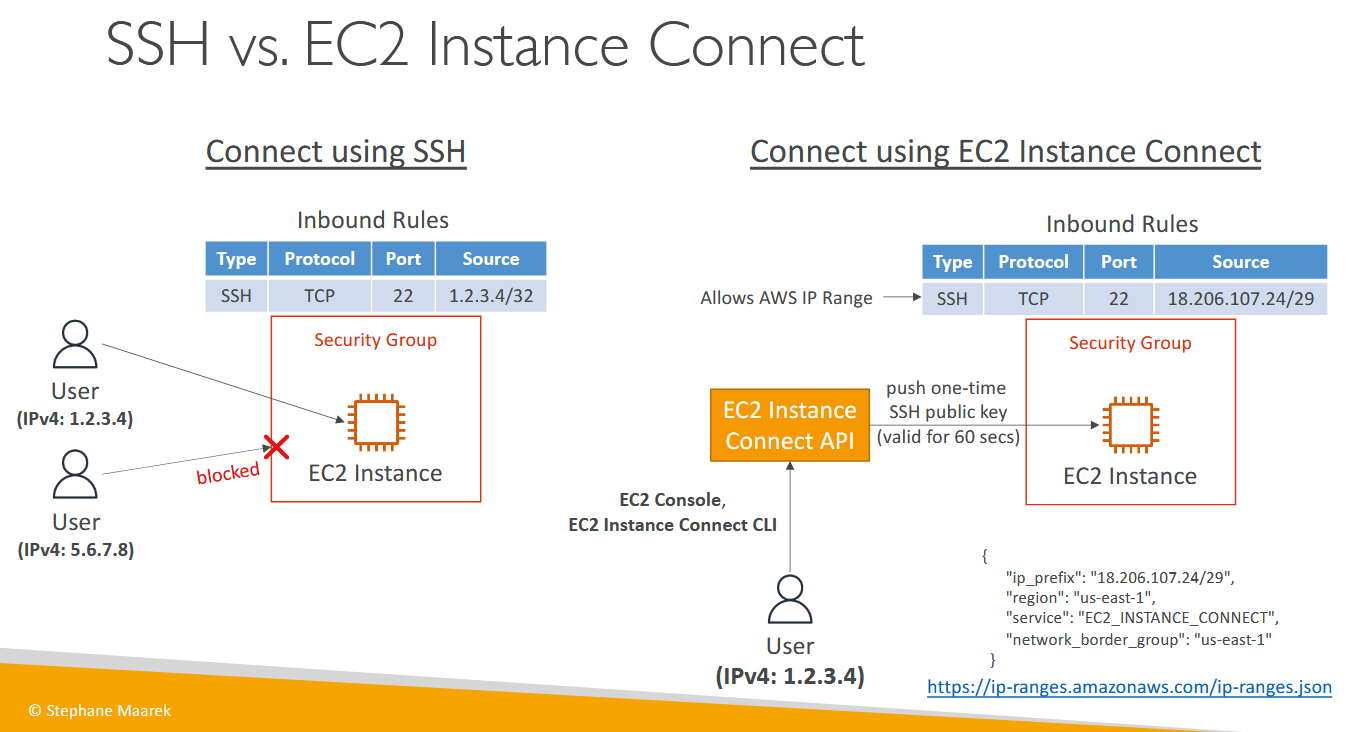 SSH vs. EC2 Instance Connect
Connect using SSH
Inbound Rules
Type Protocol Port Source
SSH TCP 22 1.2.3.4/32
Security Group
User
(IPv4: 1.2.3.4)
EC2 Instance
blocked
User
(IPv4: 5.6.7.8)
Connect using EC2 Instance Connect
Inbound Rules
Type Protocol Port Source
Allows AWS IP Range
SSH TCP 22 18.206.107.24/29
Security Group
EC2 Instance
Connect API
push one-time
SSH public key
(valid for 60 secs)
EC2 Instance
EC2 Console,
EC2 Instance Connect CLI
User
(IPv4: 1.2.3.4)
{
"ip_prefix": "18.206.107.24/29",
"region": "us-east-1",
"service": "EC2_INSTANCE_CONNECT",
"network_border_group": "us-east-1"
}
https://ip-ranges.amazonaws.com/ip-ranges.json
© Stephane Maarek